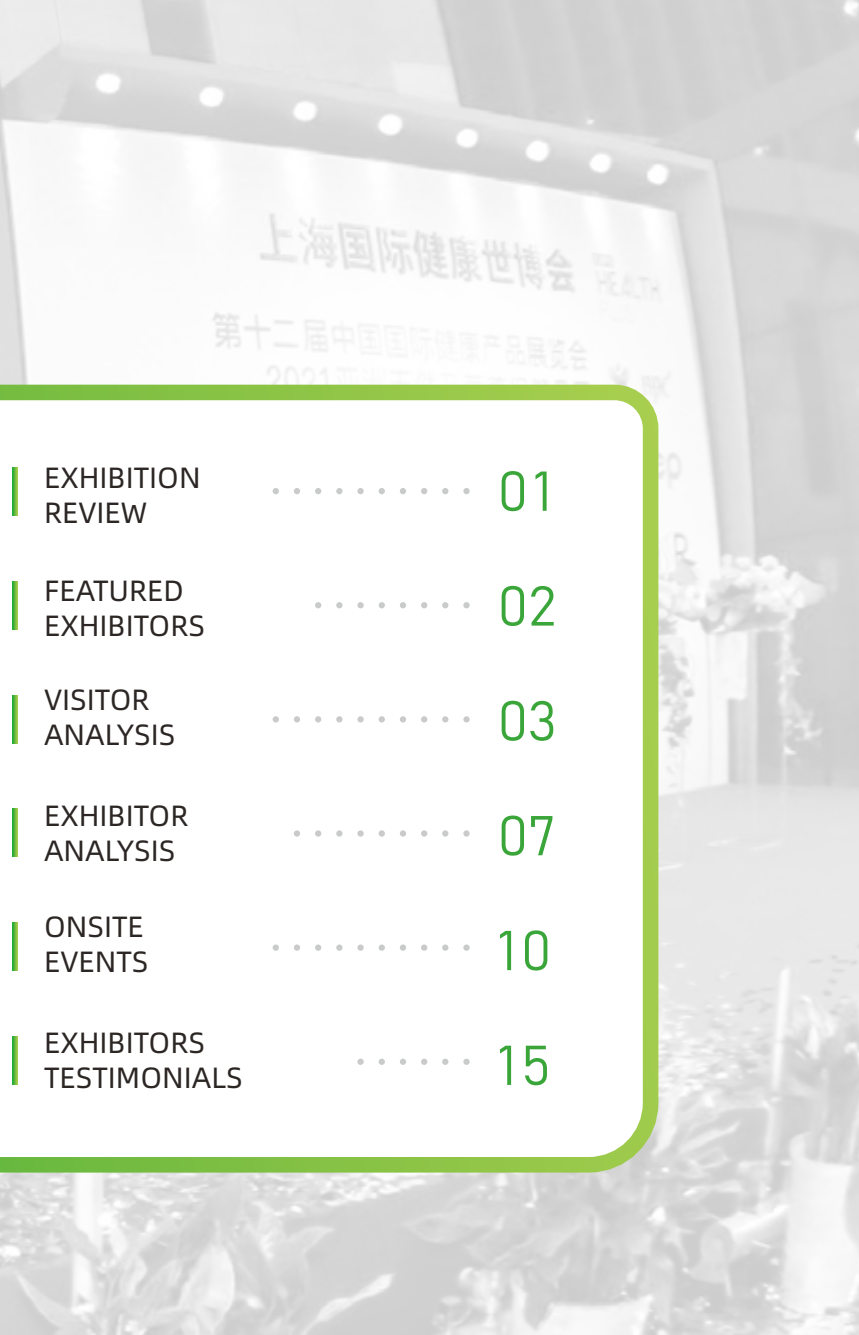 上海国际健康世博会
HEALTH
第十二届中国国际健康产品展览会
EXHIBITION
REVIEW
01
FEATURED
EXHIBITORS
02
VISITOR
ANALYSIS
03
EXHIBITOR
ANALYSIS
07
ONSITE
EVENTS
10
EXHIBITORS
TESTIMONIALS
15